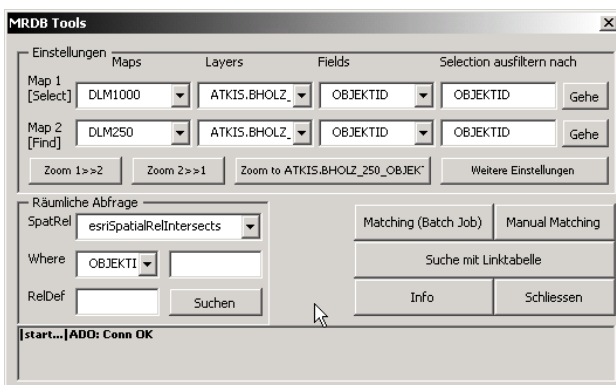 MRDB Tools
Einstellungen
Maps Layers Fields Selection ausfiltern nach
Map 1 [Select] DLM1000 ATKIS.BHOLZ_ OBJEKTID OBJEKTID Gehe
Map 2 [Find] DLM250 ATKIS.BHOLZ_ OBJEKTID OBJEKTID Gehe
Zoom 1>>2 Zoom 2>>1 Zoom to ATKIS.BHOLZ_250_OBJEK Weitere Einstellungen
Räumliche Abfrage
SpatRel esriSpatialRelIntersects
Where OBJEKTI
RelDef Suchen
Matching (Batch Job) Manual Matching
Suche mit Linktabelle
Info Schliessen
|start...|ADO: Conn OK